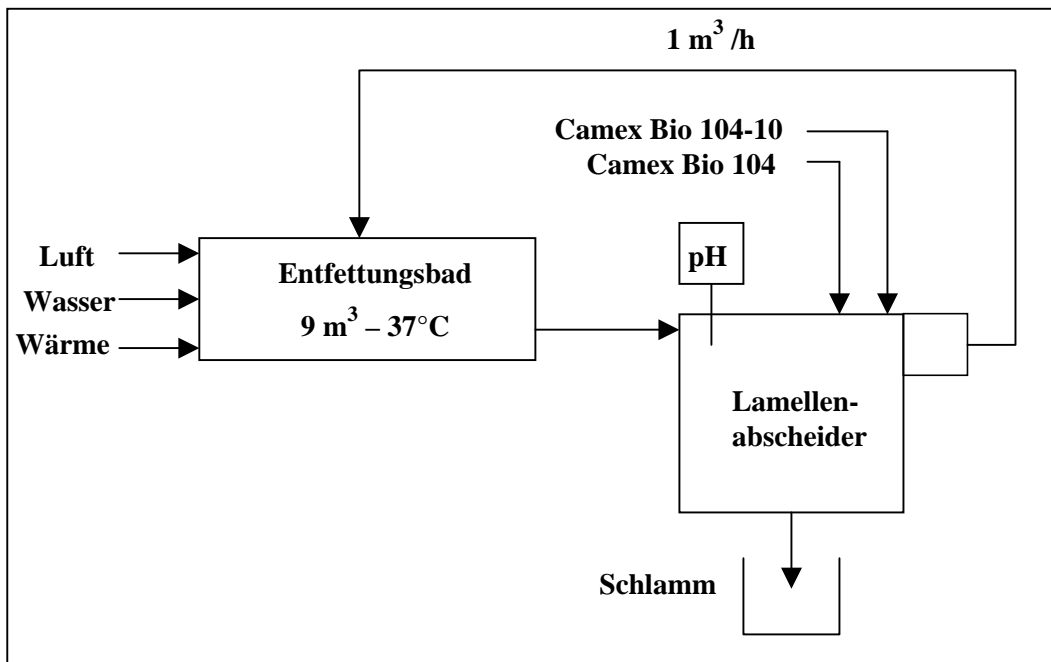 1 m³ /h
Camex Bio 104-10
Camex Bio 104
Luft
Wasser
Wärme
Entfettungsbad
9 m³ – 37°C
pH
Lamellen-
abscheider
Schlamm